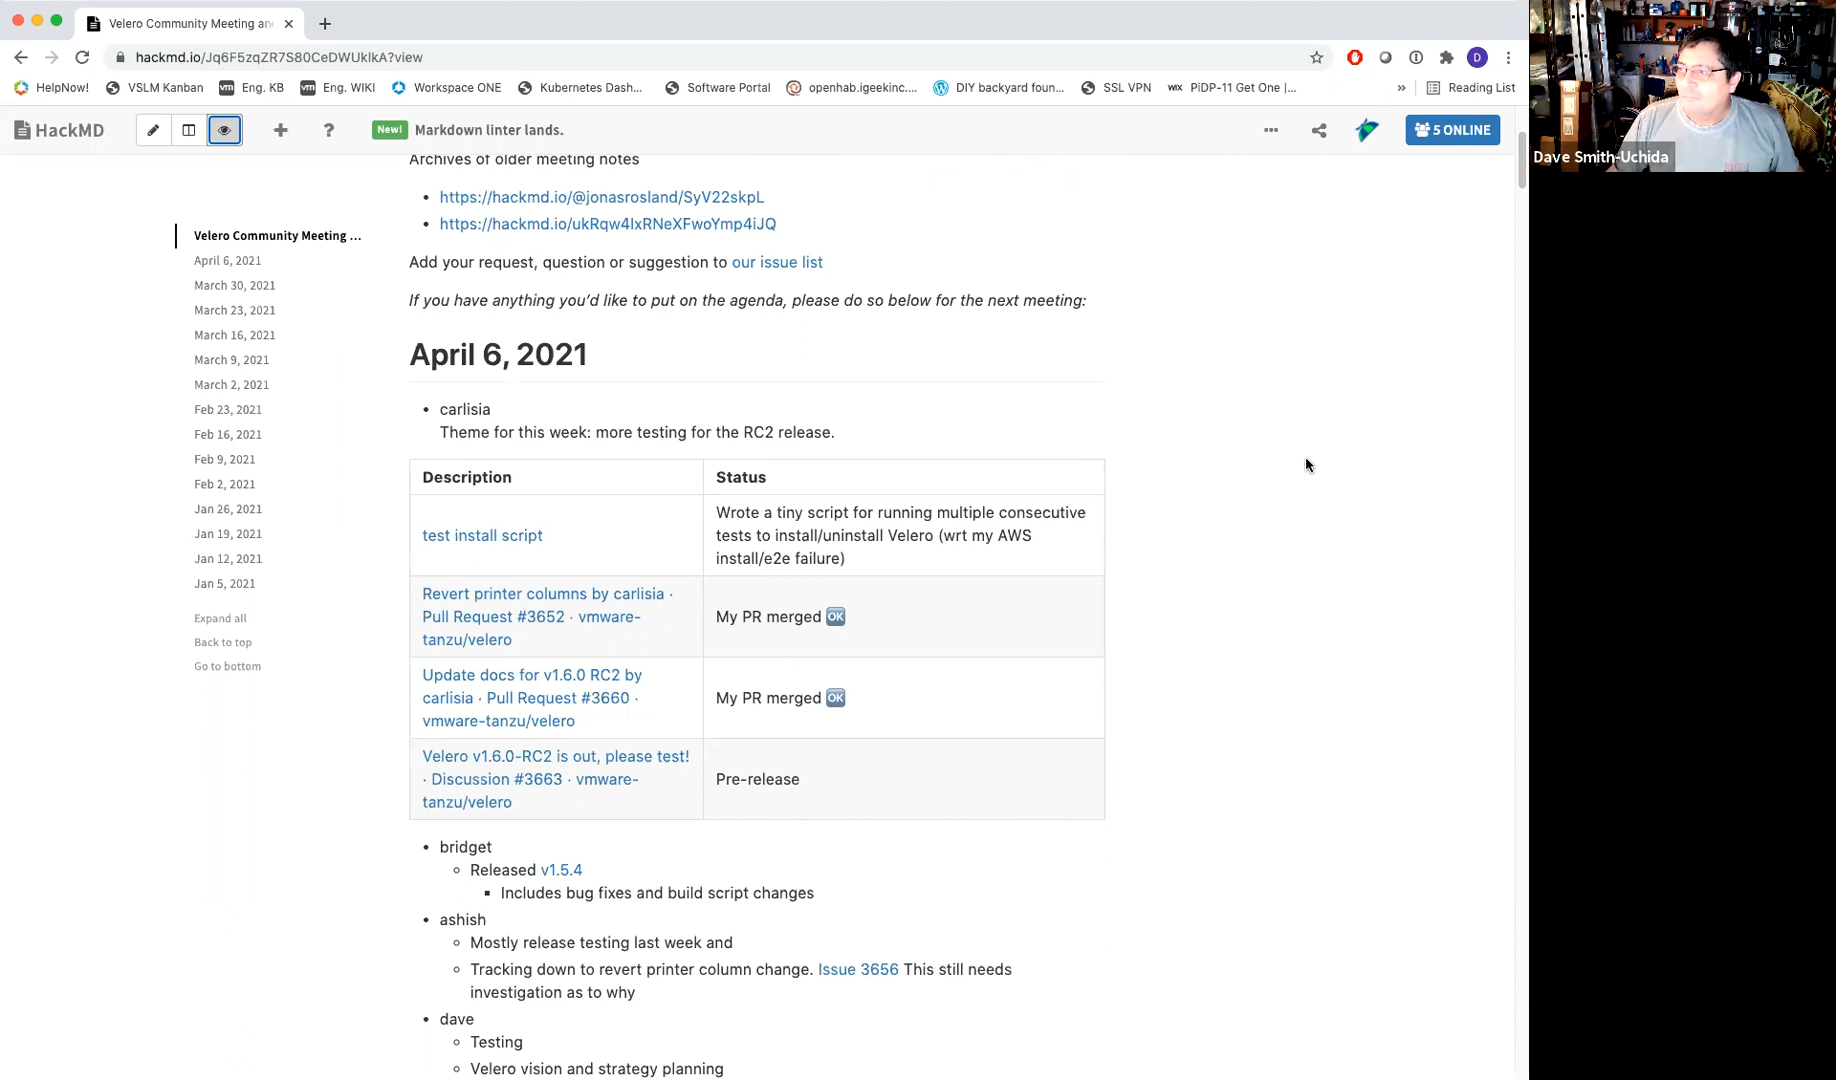 Velero Community Meeting an
hackmd.io/Jq6F5zqZR7S80CeDWUklkA?view
D
HelpNow!
VSLM Kanban
vm Eng. KB
vm Eng. WIKI
Workspace ONE
Kubernetes Dash...
Software Portal
openhab.igeekinc....
DIY backyard foun...
SSL VPN
WIX PiDP-11 Get One |...
»
Reading List
HackMD
?
New! Markdown linter lands.
5 ONLINE
Dave Smith-Uchida
Velero Community Meeting ...
April 6, 2021
March 30, 2021
March 23, 2021
March 16, 2021
March 9, 2021
March 2, 2021
Feb 23, 2021
Feb 16, 2021
Feb 9, 2021
Feb 2, 2021
Jan 26, 2021
Jan 19, 2021
Jan 12, 2021
Jan 5, 2021
Expand all
Back to top
Go to bottom
Archives of older meeting notes
• https://hackmd.io/@jonasrosland/SyV22skpL
• https://hackmd.io/ukRqw4IxRNeXFwoYmp4iJQ
Add your request, question or suggestion to our issue list
If you have anything you’d like to put on the agenda, please do so below for the next meeting:
April 6, 2021
• carlisia
Theme for this week: more testing for the RC2 release.
Description
Status
test install script
Wrote a tiny script for running multiple consecutive
tests to install/uninstall Velero (wrt my AWS
install/e2e failure)
Revert printer columns by carlisia ·
Pull Request #3652 · vmware-
tanzu/velero
My PR merged 🆗
Update docs for v1.6.0 RC2 by
carlisia · Pull Request #3660 ·
vmware-tanzu/velero
My PR merged 🆗
Velero v1.6.0-RC2 is out, please test!
· Discussion #3663 · vmware-
tanzu/velero
Pre-release
• bridget
◦ Released v1.5.4
▪ Includes bug fixes and build script changes
• ashish
◦ Mostly release testing last week and
◦ Tracking down to revert printer column change. Issue 3656 This still needs
investigation as to why
• dave
◦ Testing
◦ Velero vision and strategy planning